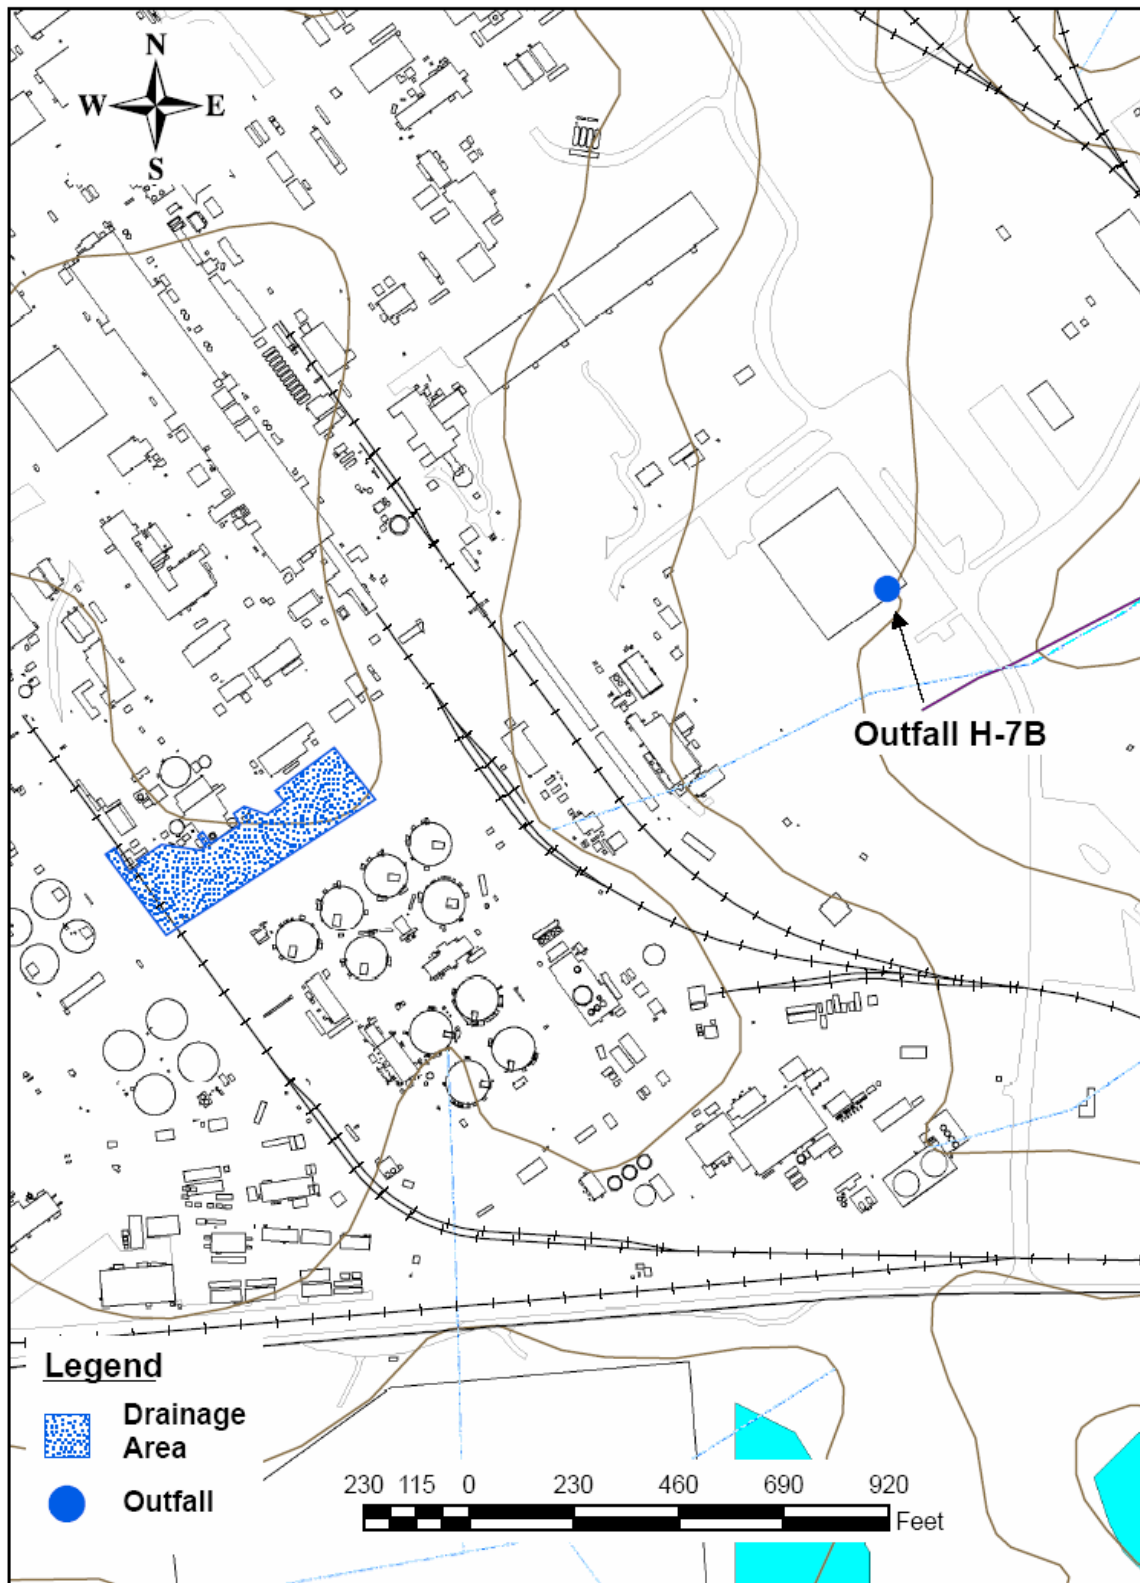 N
W E
S
Outfall H-7B
Legend
Drainage
Area
Outfall
230 115 0 230 460 690 920
Feet